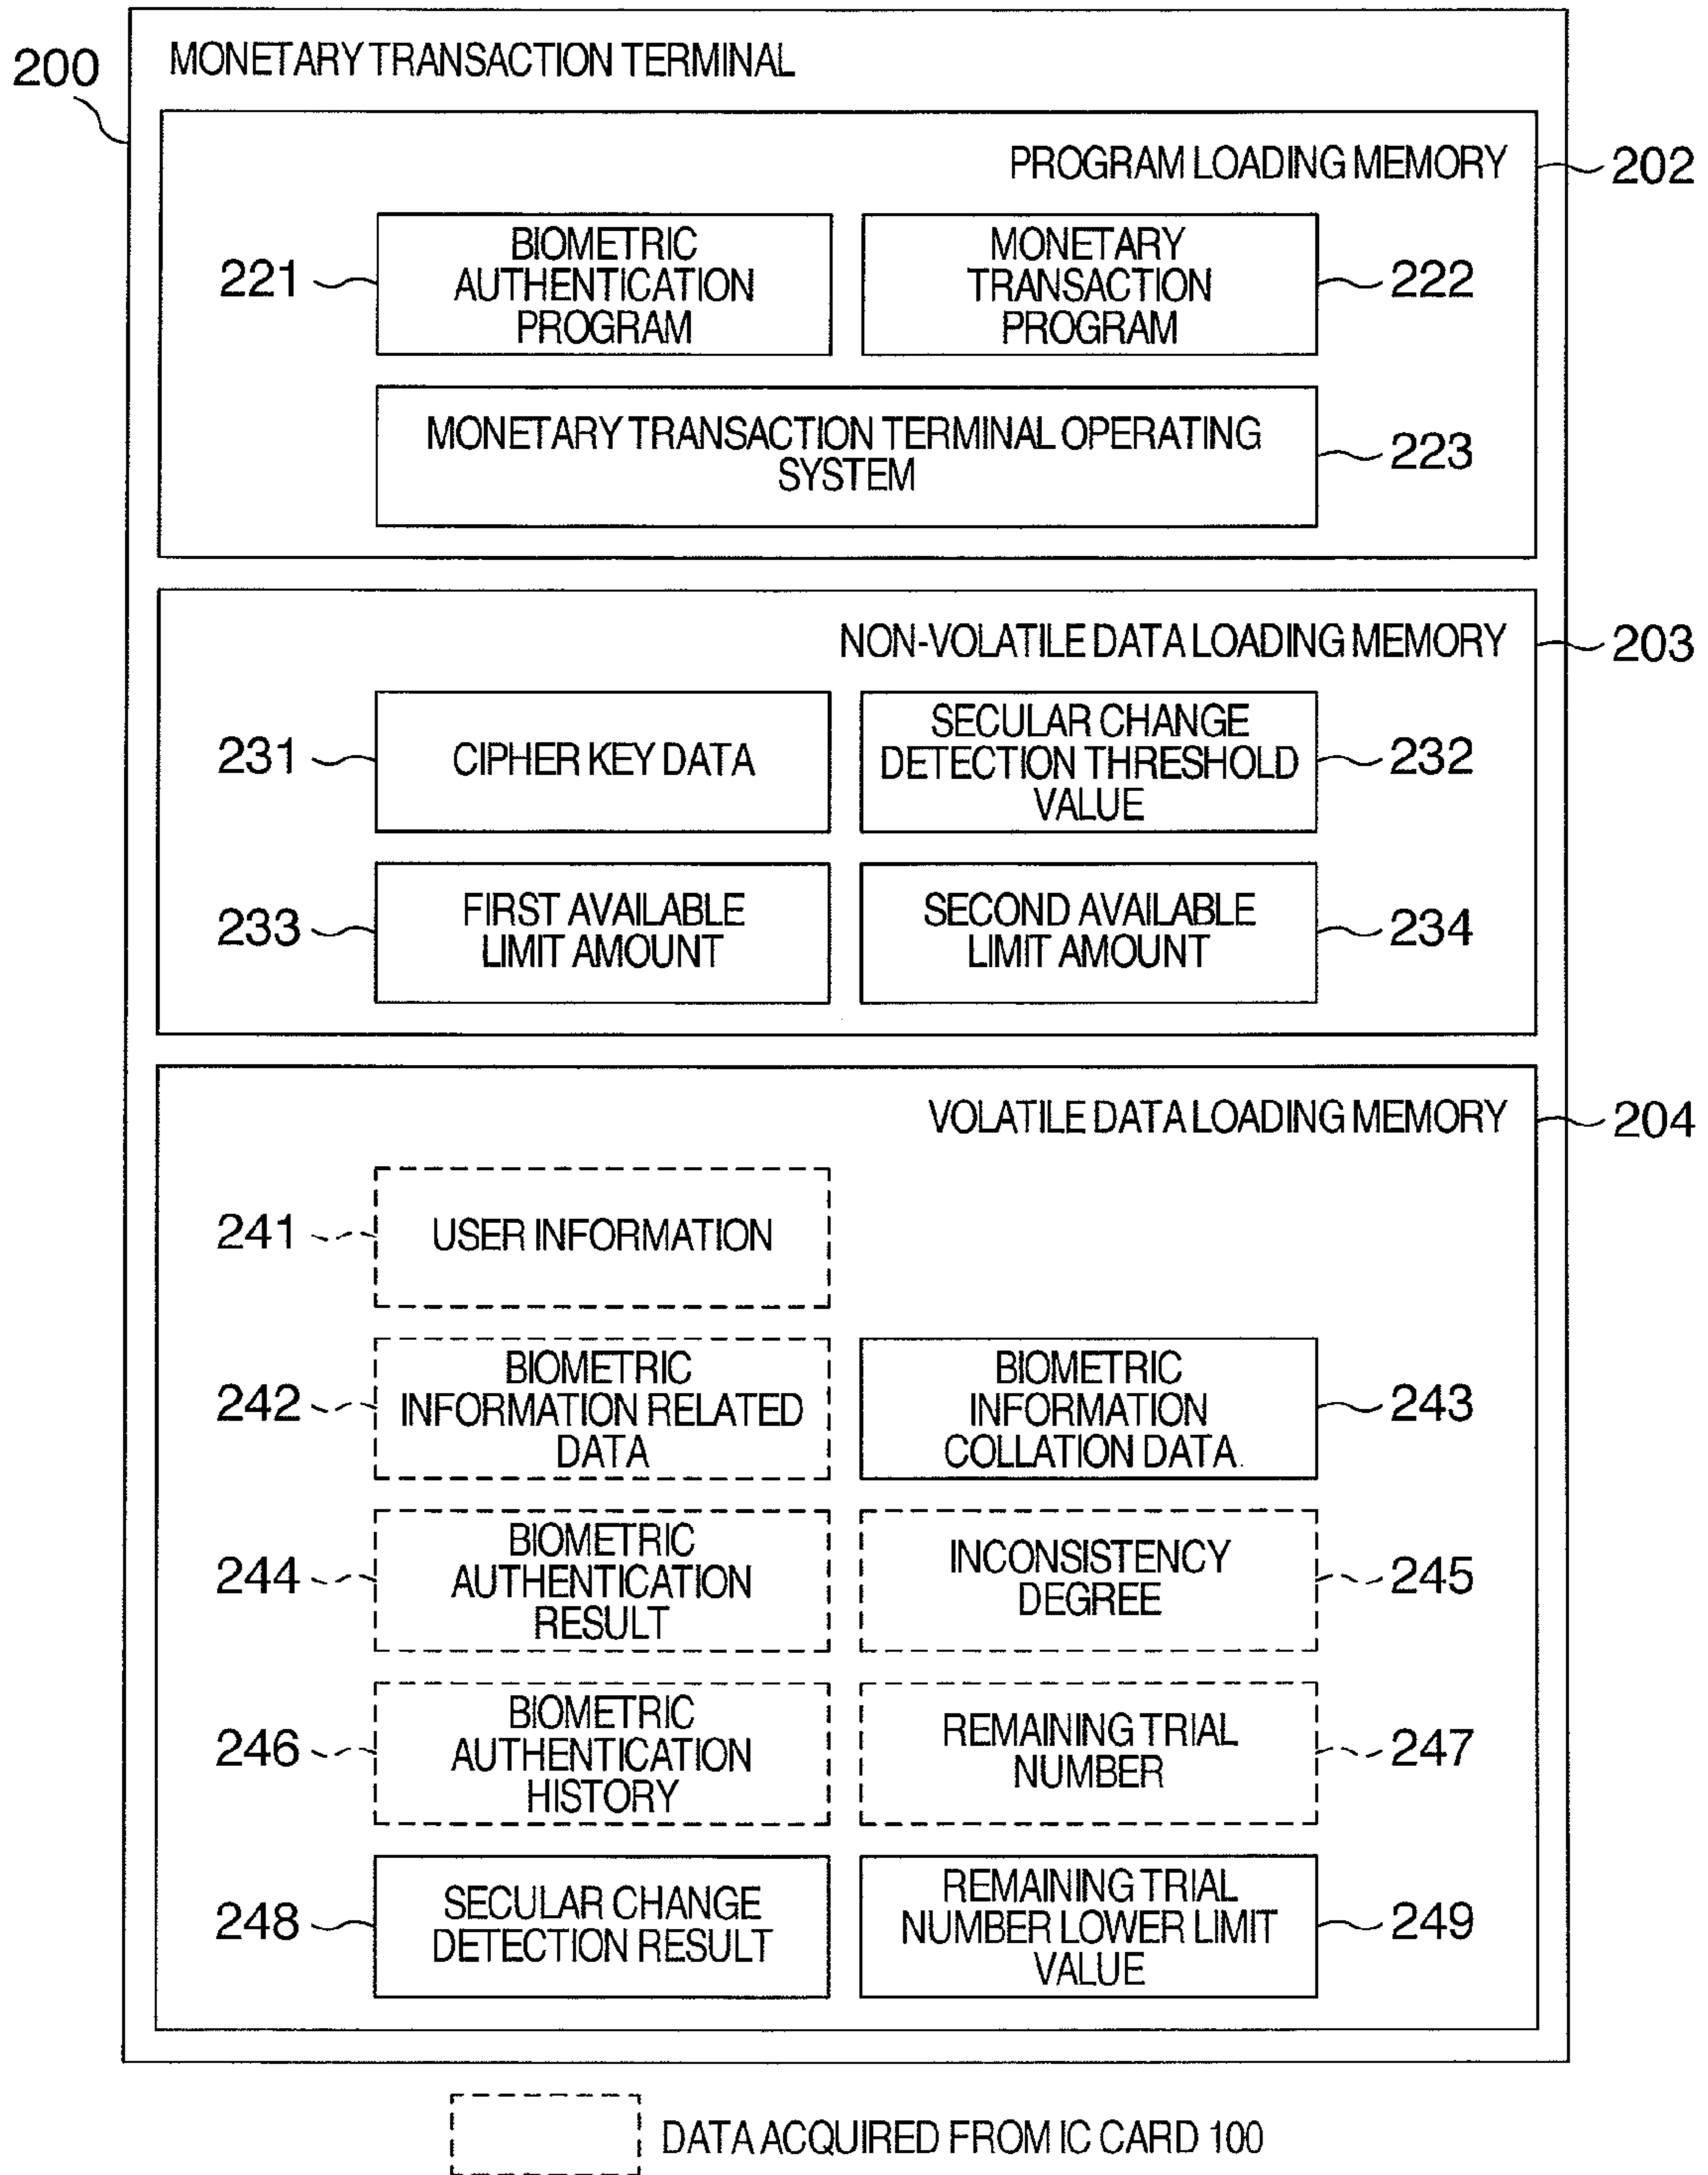 200
MONETARY TRANSACTION TERMINAL
PROGRAM LOADING MEMORY
202
221
BIOMETRIC
AUTHENTICATION
PROGRAM
MONETARY
TRANSACTION
PROGRAM
222
MONETARY TRANSACTION TERMINAL OPERATING
SYSTEM
223
NON-VOLATILE DATA LOADING MEMORY
203
231
CIPHER KEY DATA
SECULAR CHANGE
DETECTION THRESHOLD
VALUE
232
233
FIRST AVAILABLE
LIMIT AMOUNT
SECOND AVAILABLE
LIMIT AMOUNT
234
VOLATILE DATA LOADING MEMORY
204
241
USER INFORMATION
242
BIOMETRIC
INFORMATION RELATED
DATA
BIOMETRIC
INFORMATION
COLLATION DATA
243
244
BIOMETRIC
AUTHENTICATION
RESULT
INCONSISTENCY
DEGREE
245
246
BIOMETRIC
AUTHENTICATION
HISTORY
REMAINING TRIAL
NUMBER
247
248
SECULAR CHANGE
DETECTION RESULT
REMAINING TRIAL
NUMBER LOWER LIMIT
VALUE
249
DATA ACQUIRED FROM IC CARD 100